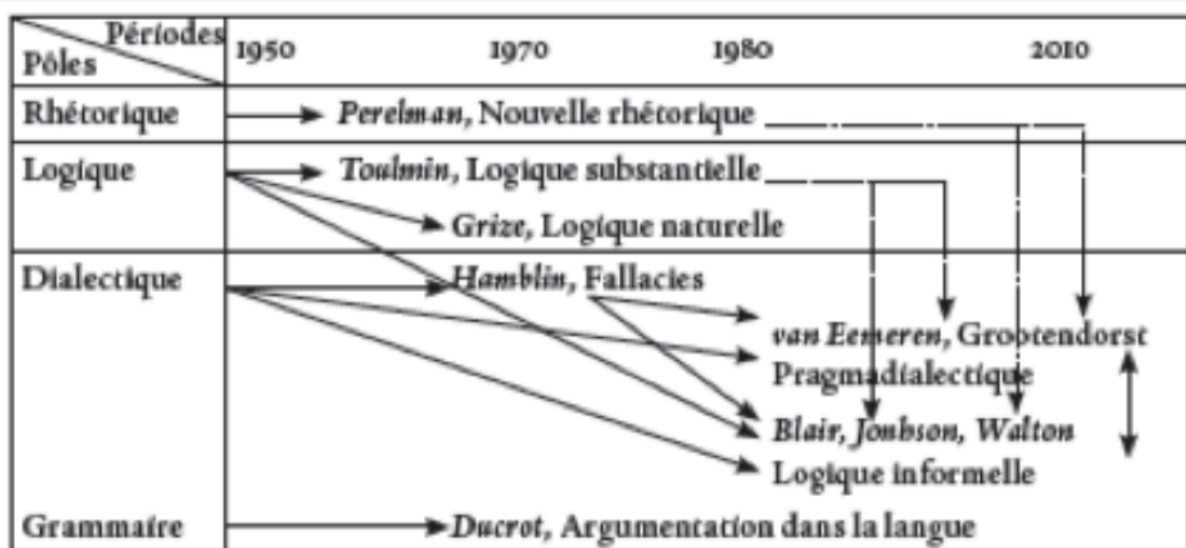 Périodes
Pôles
1950 1970 1980 2010
Rhétorique Perelman, Nouvelle rhétorique
Logique Toulmin, Logique substantielle
Grize, Logique naturelle
Dialectique Hamblin, Fallacies
van Eemeren, Grootendorst
Pragmadialectique
Blair, Jonhson, Walton
Logique informelle
Grammaire Ducrot, Argumentation dans la langue